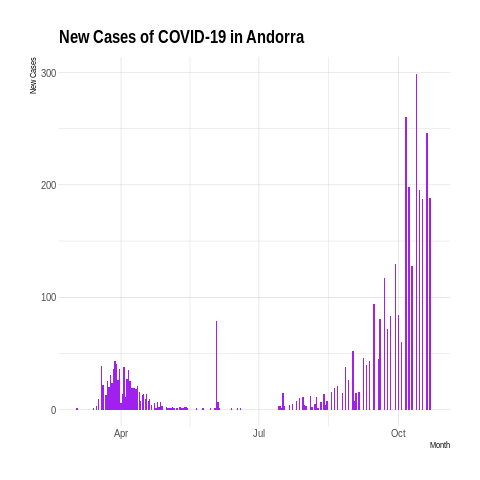 New Cases of COVID-19 in Andorra
New Cases
300
200
100
0
Apr
Jul
Oct
Month